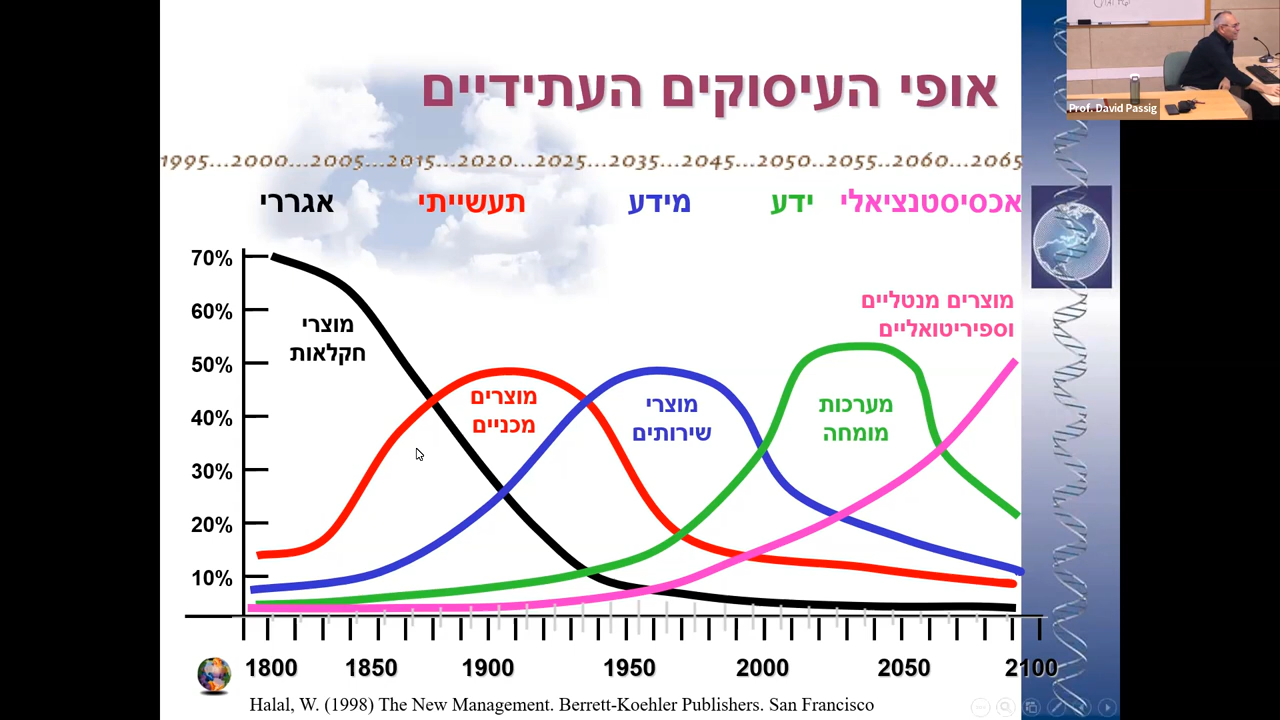 Prof. David Passig
אופי העיסוקים העתידיים
1995...2000...2005...2015...2020...2025...2035...2045...2050...2055...2060...2065
אגררי תעשייתי מידע ידע אכסיסטנציאלי
70%
60%
50%
40%
30%
20%
10%
מוצרי
חקלאות
מוצרים
מכניים
מוצרי
שירותים
מערכות
מומחה
מוצרים מנטליים
וספיריטואליים
1800 1850 1900 1950 2000 2050 2100
Halal, W. (1998) The New Management. Berrett-Koehler Publishers. San Francisco